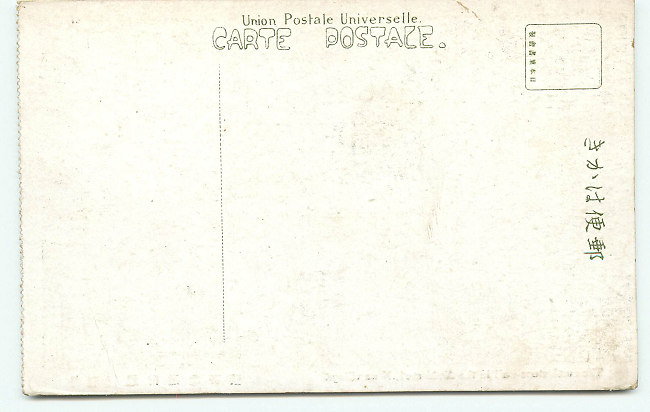 Union Postale Universelle.
CARTE POSTALE.
郵便はかき